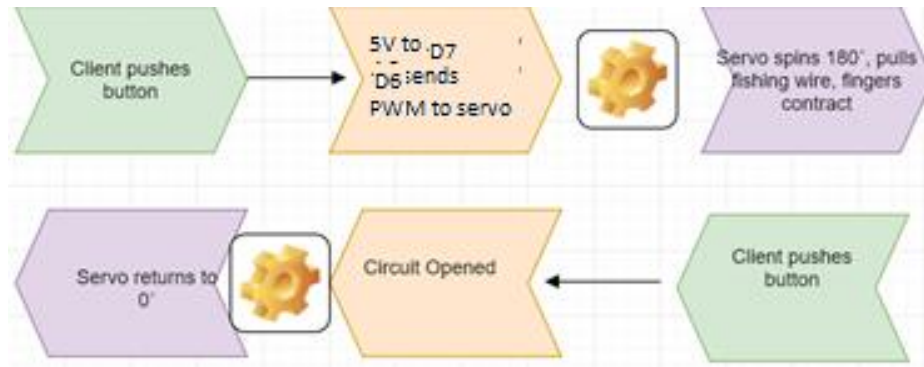 Client pushes
button
5V to D7
D6 sends
PWM to servo
Servo spins 180°, pulls
fishing wire, fingers
contract
Servo returns to
0°
Circuit Opened
Client pushes
button